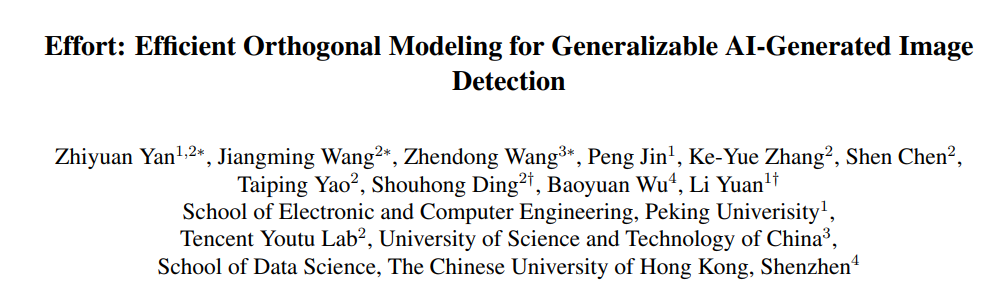 Effort: Efficient Orthogonal Modeling for Generalizable AI-Generated Image
Detection
Zhiyuan Yan1,2*, Jiangming Wang2*, Zhendong Wang3*, Peng Jin1, Ke-Yue Zhang2, Shen Chen2,
Taiping Yao2, Shouhong Ding2†, Baoyuan Wu4, Li Yuan1†
School of Electronic and Computer Engineering, Peking Univerisity1,
Tencent Youtu Lab2, University of Science and Technology of China3,
School of Data Science, The Chinese University of Hong Kong, Shenzhen4